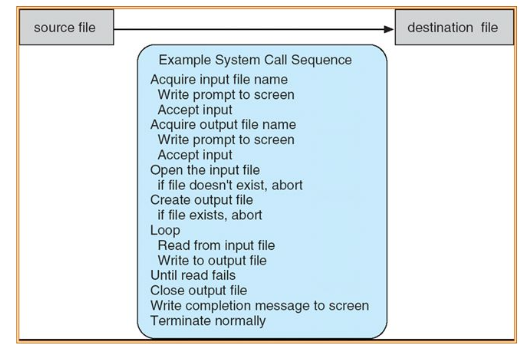 source file
destination file
Example System Call Sequence
Acquire input file name
Write prompt to screen
Accept input
Acquire output file name
Write prompt to screen
Accept input
Open the input file
if file doesn't exist, abort
Create output file
if file exists, abort
Loop
Read from input file
Write to output file
Until read fails
Close output file
Write completion message to screen
Terminate normally